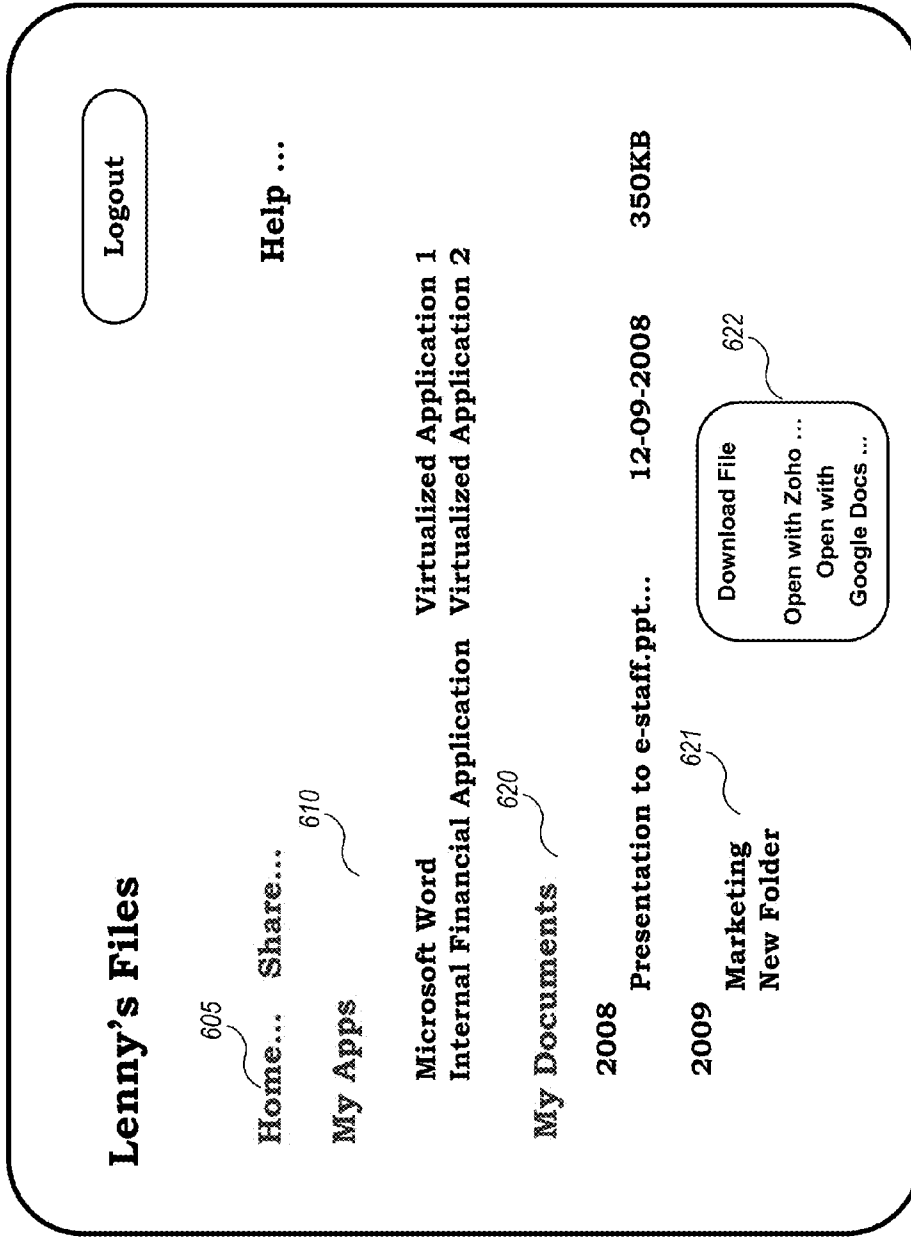 Lenny's Files
Logout
605
Home... Share...
Help ...
My Apps
610
Microsoft Word Virtualized Application 1
Internal Financial Application Virtualized Application 2
620
My Documents
2008
Presentation to e-staff.ppt... 12-09-2008 350KB
2009
621
622
Marketing
New Folder
Download File
Open with Zoho ...
Open with
Google Docs ...